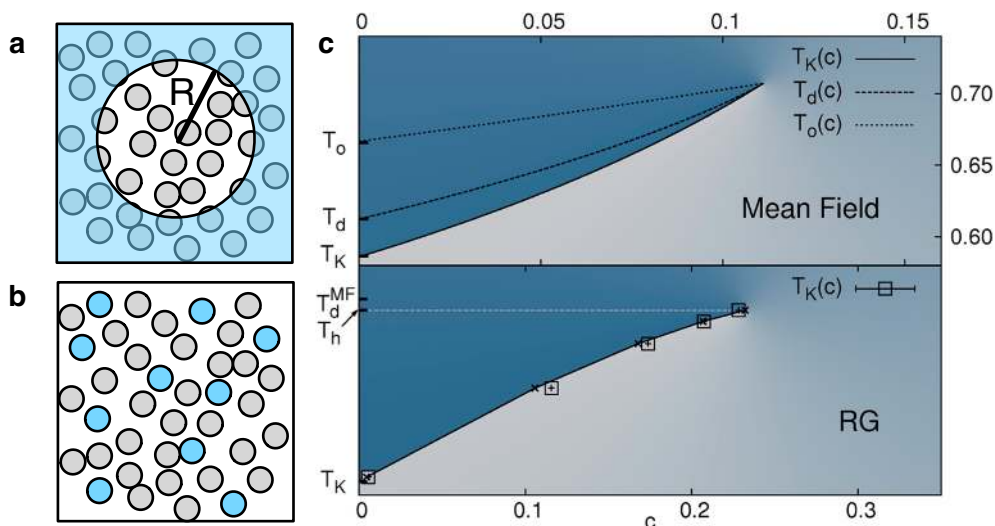 a
R
b
c
0
0.05
0.1
0.15
T_K(c)
T_d(c)
T_o(c)
T_o
T_d
T_K
0.70
0.65
0.60
Mean Field
T_d^MF
T_h
T_K
T_K(c)
RG
0.1
0.2
0.3
c